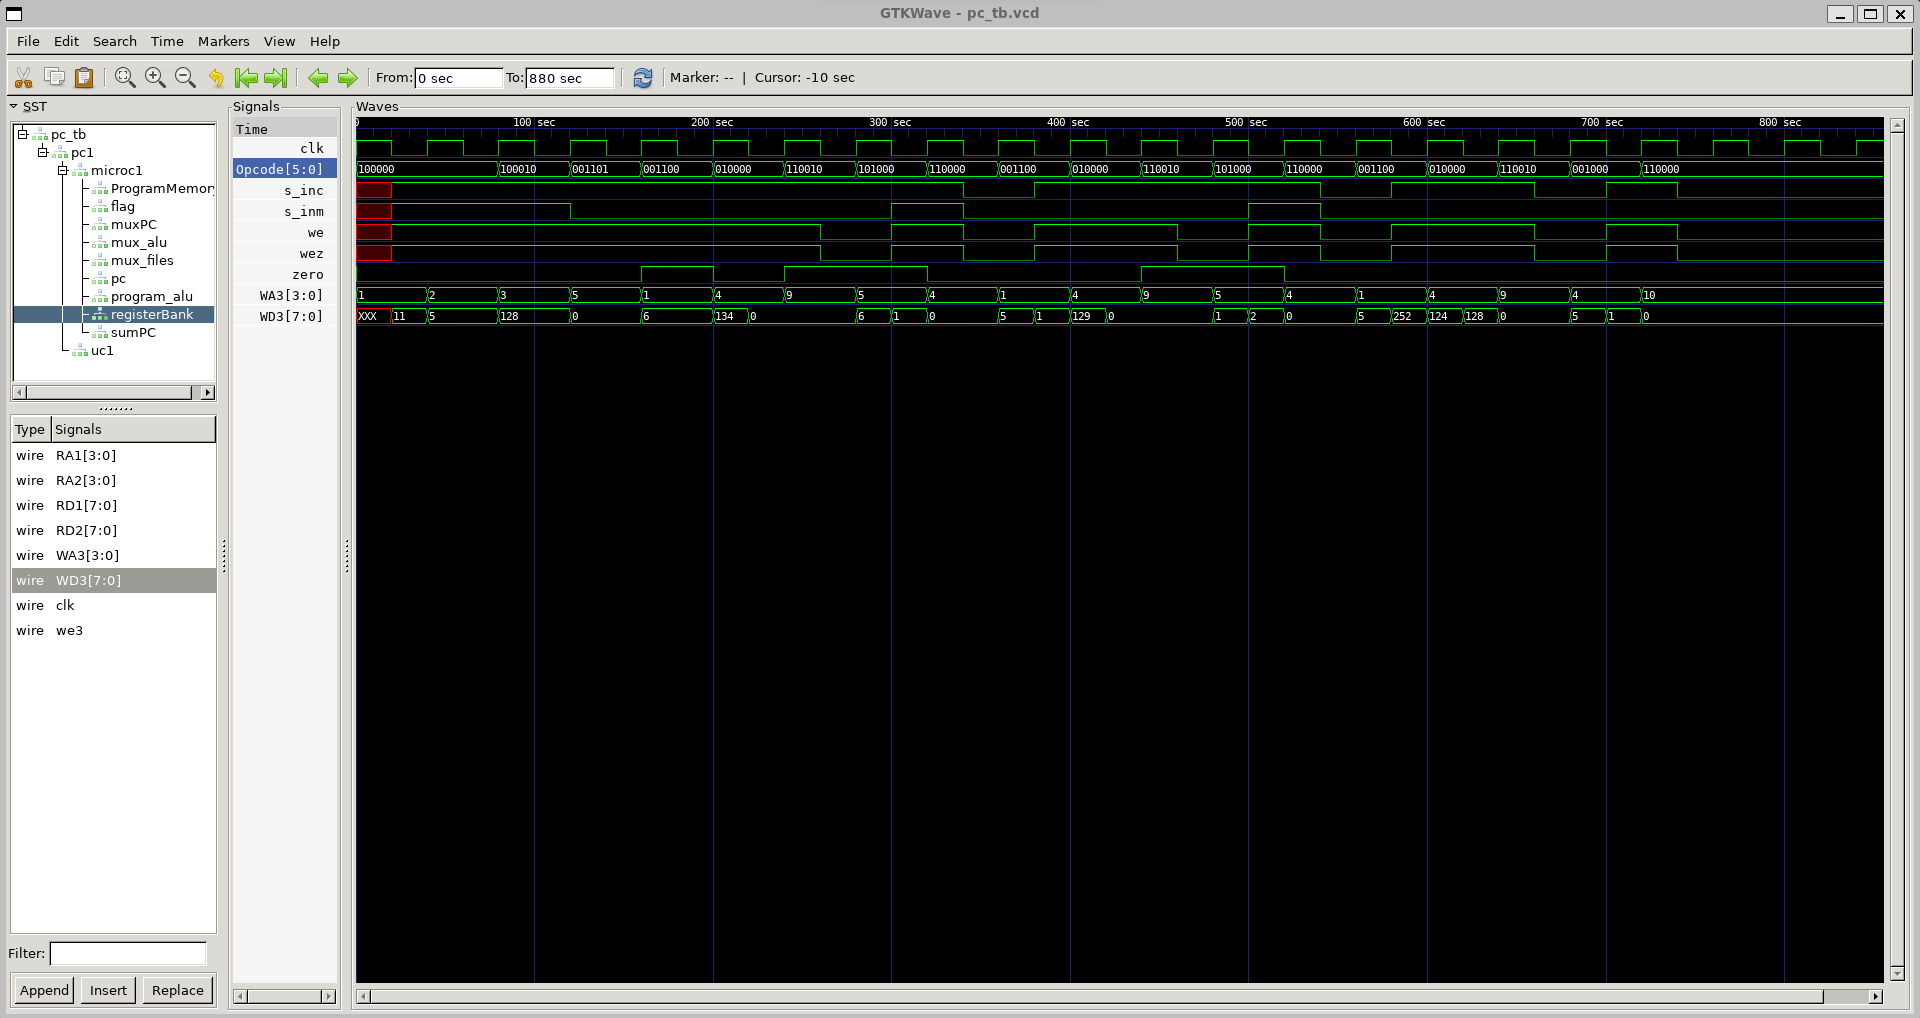 GTKWave - pc_tb.vcd
File Edit Search Time Markers View Help
From: 0 sec To: 880 sec Marker: -- | Cursor: -10 sec
SST
pc_tb
pc1
microc1
ProgramMemory
flag
muxPC
mux_alu
mux_files
pc
program_alu
registerBank
sumPC
uc1
Type Signals
wire RA1[3:0]
wire RA2[3:0]
wire RD1[7:0]
wire RD2[7:0]
wire WA3[3:0]
wire WD3[7:0]
wire clk
wire we3
Filter:
Append Insert Replace
Signals
Time
clk
Opcode[5:0]
s_inc
s_inm
we
wez
zero
WA3[3:0]
WD3[7:0]
Waves
0 100 sec 200 sec 300 sec 400 sec 500 sec 600 sec 700 sec 800 sec
100000 100010 001101 001100 010000 110010 101000 110000 001100 010000 110010 101000 110000 001100 010000 110010 001000 110000
1 2 3 5 1 4 9 5 4 1 4 9 5 4 1 4 9 4 10
XXX 11 5 128 0 6 134 0 6 1 0 5 1 129 0 1 2 0 5 252 124 128 0 5 1 0